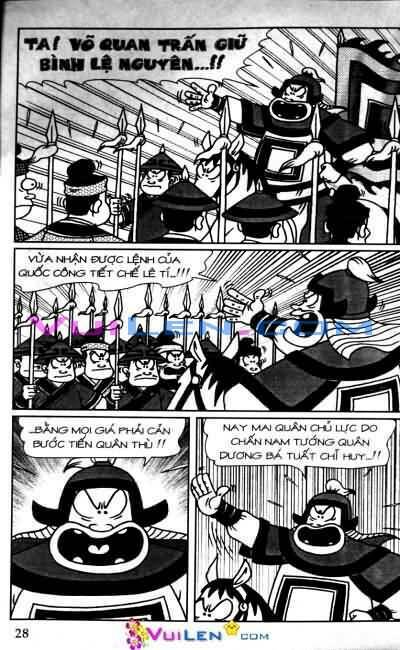 TA! VÕ QUAN TRẤN GIỮ
BÌNH LỆ NGUYÊN...!!
VỪA NHẬN ĐƯỢC LỆNH CỦA
QUỐC CÔNG TIẾT CHẾ LÊ TÍ...!!!
VUILEN.COM
...BẰNG MỌI GIÁ PHẢI CẢN
BƯỚC TIẾN QUÂN THÙ !!
NAY MAI QUÂN CHỦ LỰC DO
CHẤN NAM TƯỚNG QUÂN
DƯƠNG BÁ TUẤT CHỈ HUY...!!
28
VUILEN.COM